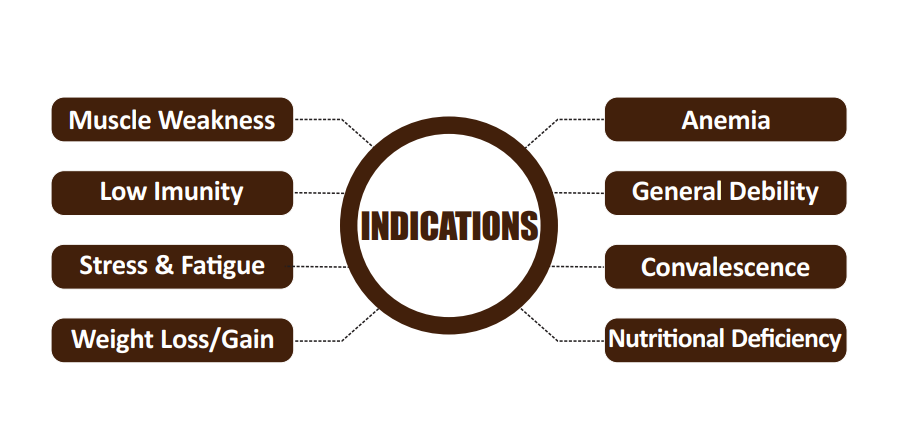 Muscle Weakness
Low Imunity
Stress & Fatigue
Weight Loss/Gain
INDICATIONS
Anemia
General Debility
Convalescence
Nutritional Deficiency